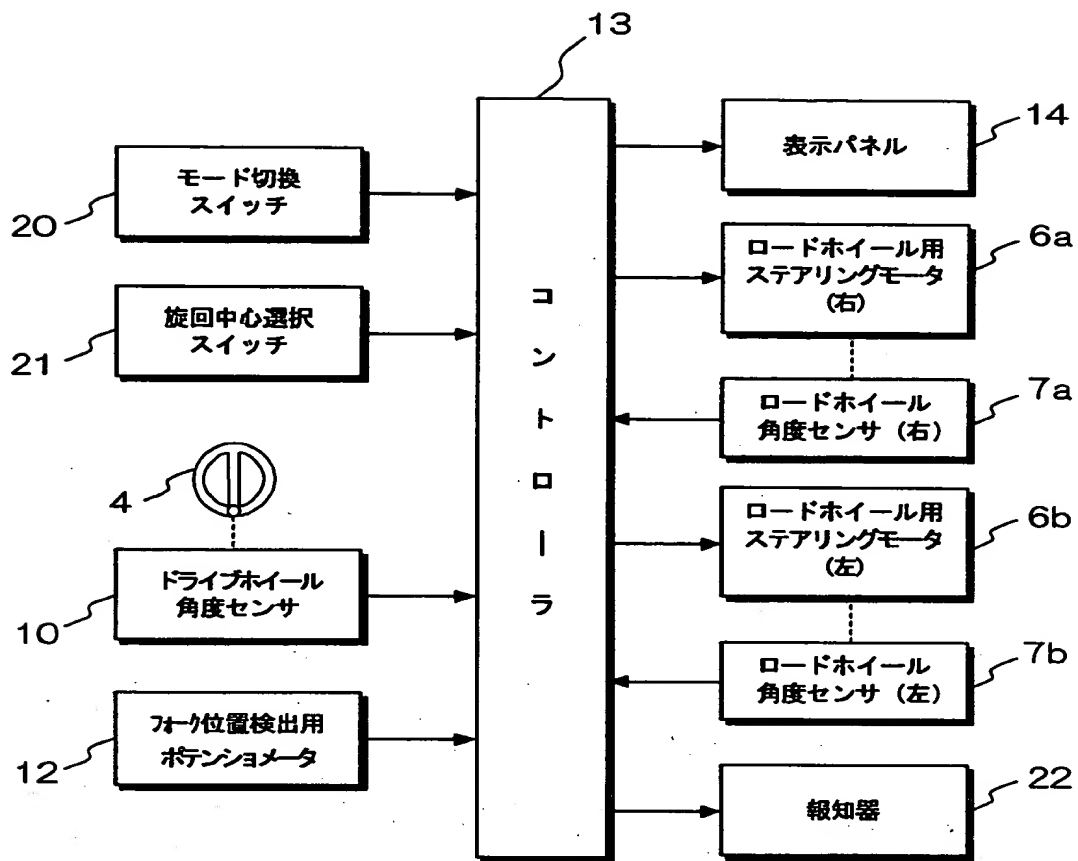 13
モード切換
スイッチ
20
旋回中心選択
スイッチ
21
4
ドライブホイール
角度センサ
10
フォーク位置検出用
ポテンショメータ
12
コントローラ
表示パネル
14
ロードホイール用
ステアリングモータ
(右)
6a
ロードホイール
角度センサ (右)
7a
ロードホイール用
ステアリングモータ
(左)
6b
ロードホイール
角度センサ (左)
7b
報知器
22